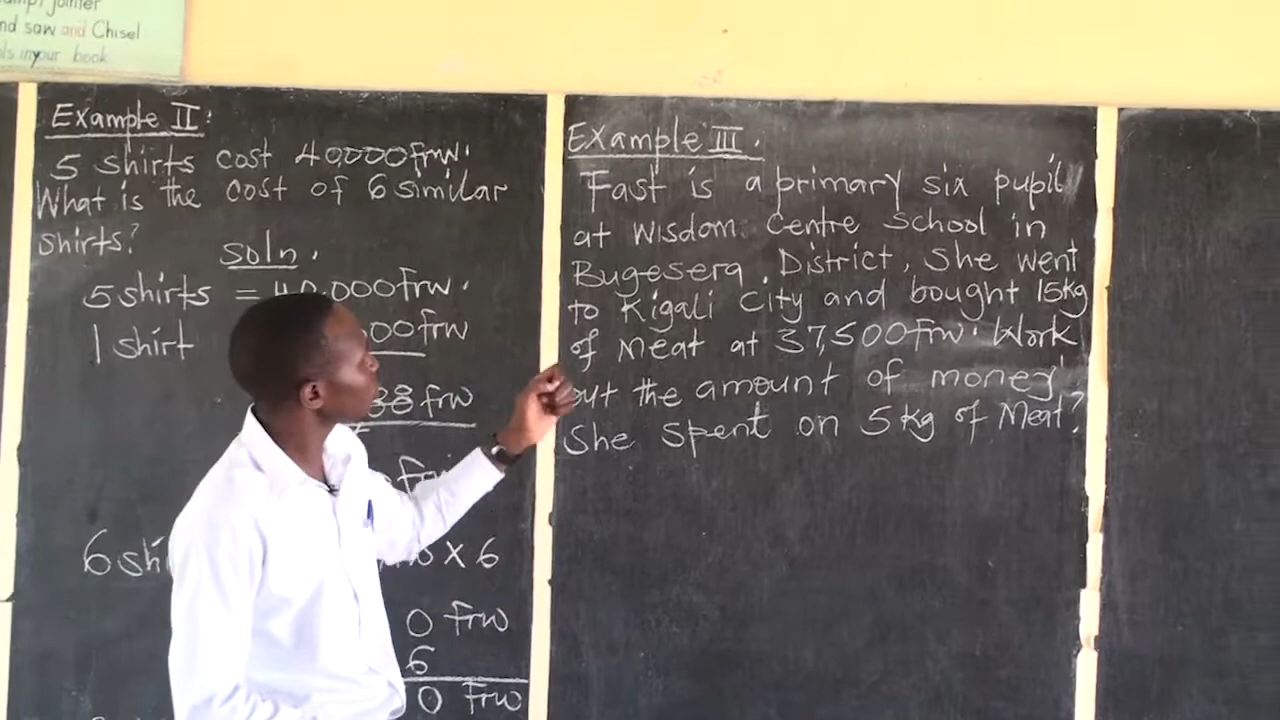 jointer
nd saw and Chisel
ols in your book
Example II.
5 shirts cost 40000frw.
What is the cost of 6 similar
shirts?
soln.
5 shirts = 40,000frw.
1 shirt 00frw
frw
6 shi x 6
0 frw
6
0 frw
Example III.
Fast is a primary six pupil
at Wisdom Centre School in
Bugesera District, She went
to Kigali City and bought 15kg
of Meat at 37,500frw. Work
out the amount of money
She spent on 5kg of Meat?